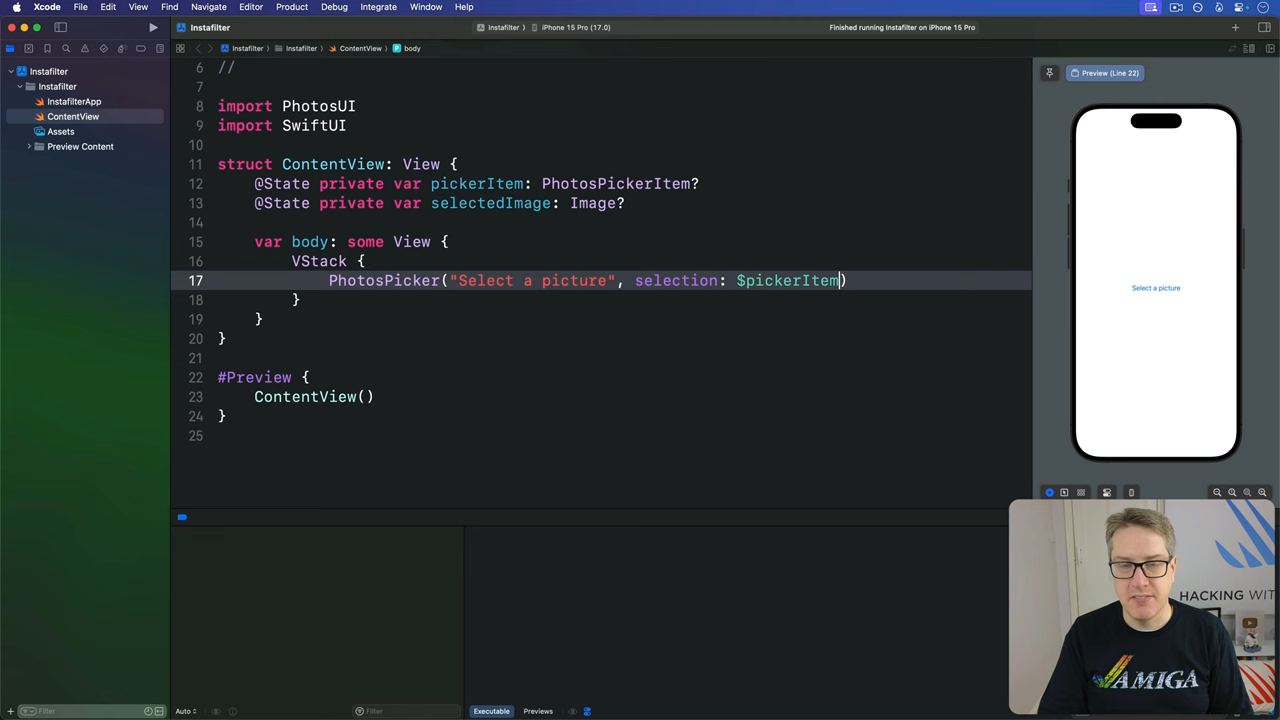 Xcode File Edit View Find Navigate Editor Product Debug Integrate Window Help
Instafilter
Instafilter
iPhone 15 Pro (17.0)
Finished running Instafilter on iPhone 15 Pro
Instafilter
Instafilter
ContentView
body
Instafilter
Instafilter
InstafilterApp
ContentView
Assets
Preview Content
6 //
7
8 import PhotosUI
9 import SwiftUI
10
11 struct ContentView: View {
12 @State private var pickerItem: PhotosPickerItem?
13 @State private var selectedImage: Image?
14
15 var body: some View {
16 VStack {
17 PhotosPicker("Select a picture", selection: $pickerItem)
18 }
19 }
20 }
21
22 #Preview {
23 ContentView()
24 }
25
Preview (Line 22)
Select a picture
HACKING WIT
AMIGA
Filter
Auto
Filter
Executable
Previews